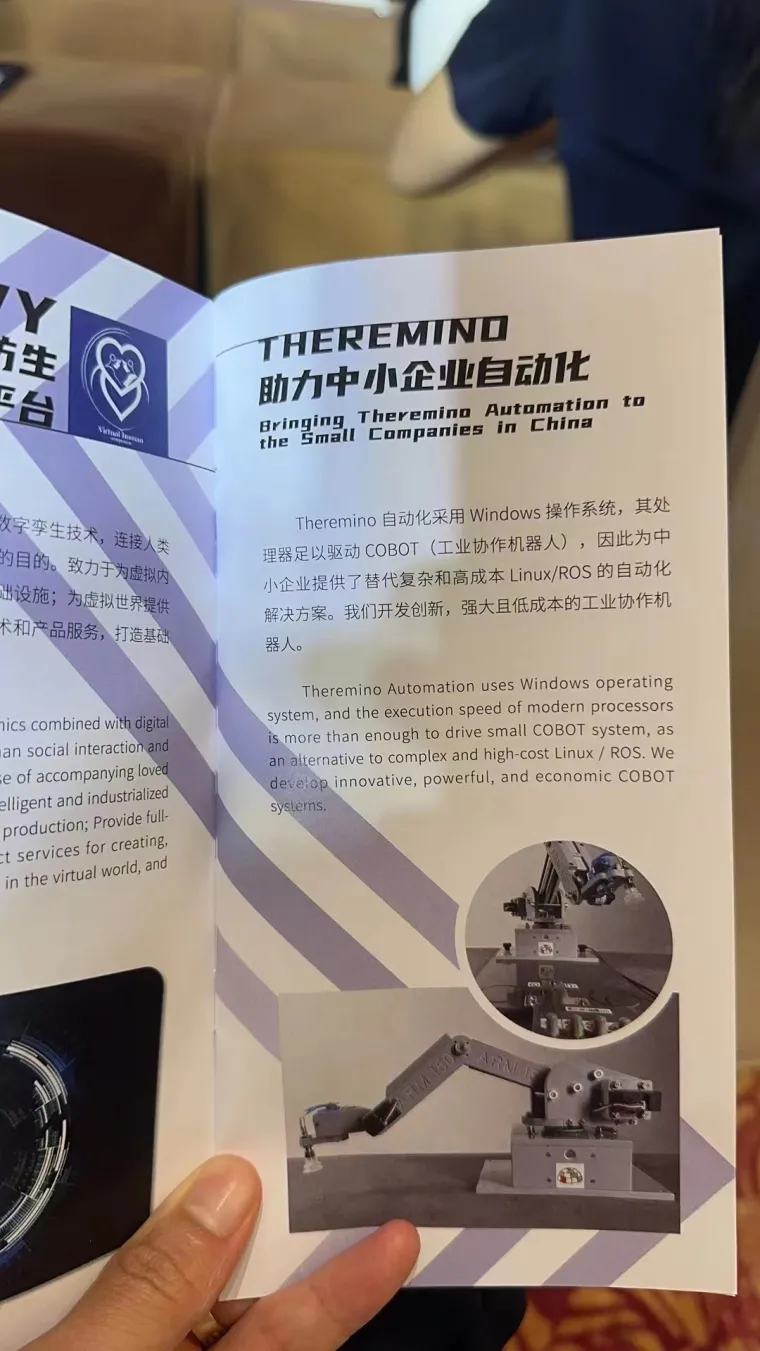 NY
仿生
平台
Virtual human
数字孪生技术，连接人类
的目的。致力于为虚拟内
础设施；为虚拟世界提供
术和产品服务，打造基础
nics combined with digital
an social interaction and
se of accompanying loved
elligent and industrialized
production; Provide full-
ct services for creating,
in the virtual world, and
THEREMINO
助力中小企业自动化
Bringing Theremino Automation to
the Small Companies in China
Theremino 自动化采用 Windows 操作系统，其处
理器足以驱动 COBOT（工业协作机器人），因此为中
小企业提供了替代复杂和高成本 Linux/ROS 的自动化
解决方案。我们开发创新，强大且低成本的工业协作机
器人。
Theremino Automation uses Windows operating
system, and the execution speed of modern processors
is more than enough to drive small COBOT system, as
an alternative to complex and high-cost Linux / ROS. We
develop innovative, powerful, and economic COBOT
systems.